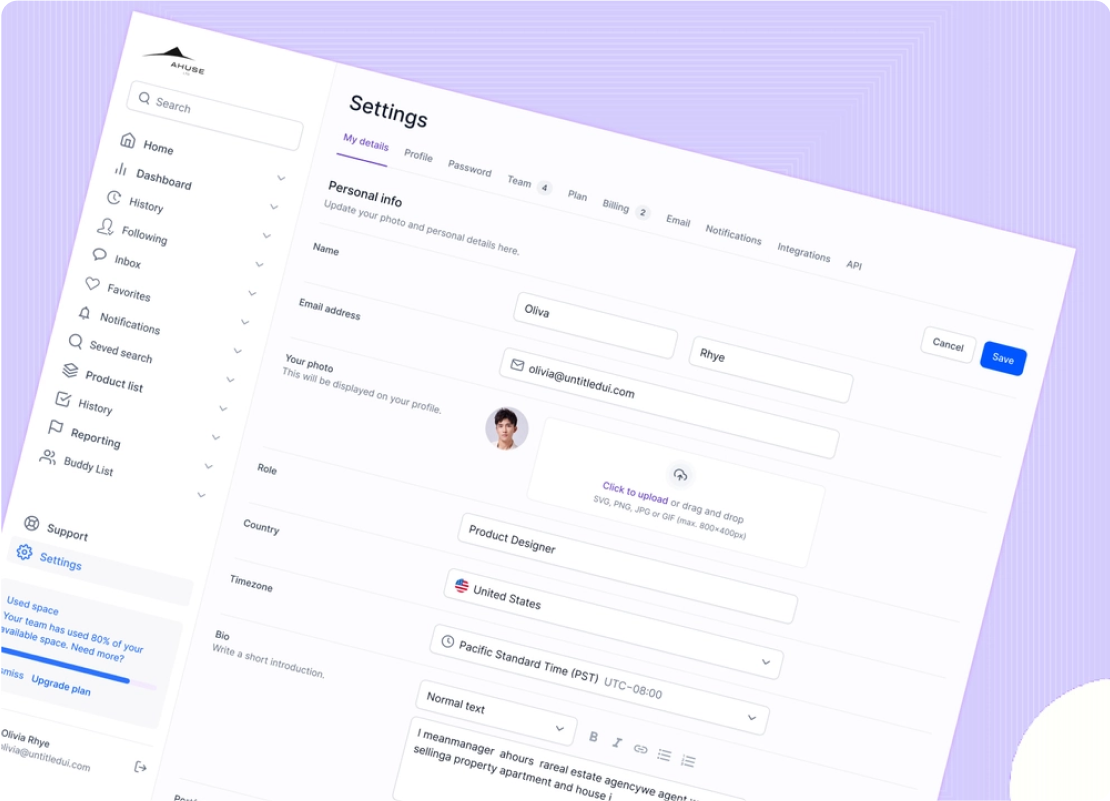 AHUSE
Search
Home
Dashboard
History
Following
Inbox
Favorites
Notifications
Seved search
Product list
History
Reporting
Buddy List
Support
Settings
Used space
Your team has used 80% of your
available space. Need more?
Upgrade plan
Olivia Rhye
olivia@untitledui.com
Settings
My details Profile Password Team 4 Plan Billing 2 Email Notifications Integrations API
Personal info
Update your photo and personal details here.
Cancel Save
Name
Oliva Rhye
Email address
olivia@untitledui.com
Your photo
This will be displayed on your profile.
Click to upload or drag and drop
SVG, PNG, JPG or GIF (max. 800×400px)
Role
Product Designer
Country
United States
Timezone
Pacific Standard Time (PST) UTC−08:00
Bio
Write a short introduction.
Normal text
B I
I meanmanager ahours rareal estate agencywe agent
sellinga property apartment and house i